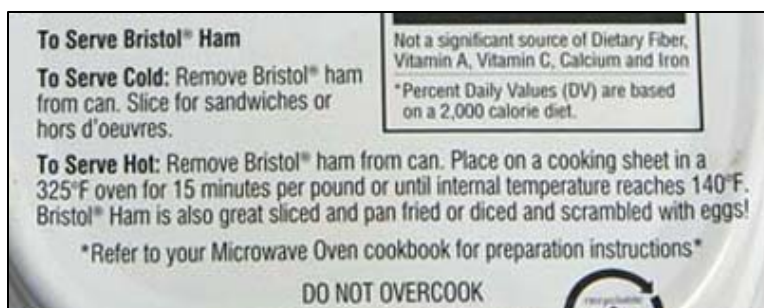 To Serve Bristol® Ham
To Serve Cold: Remove Bristol® ham
from can. Slice for sandwiches or
hors d'oeuvres.
Not a significant source of Dietary Fiber,
Vitamin A, Vitamin C, Calcium and Iron
*Percent Daily Values (DV) are based
on a 2,000 calorie diet.
To Serve Hot: Remove Bristol® ham from can. Place on a cooking sheet in a
325°F oven for 15 minutes per pound or until internal temperature reaches 140°F.
Bristol® Ham is also great sliced and pan fried or diced and scrambled with eggs!
*Refer to your Microwave Oven cookbook for preparation instructions*
DO NOT OVERCOOK
recyclable